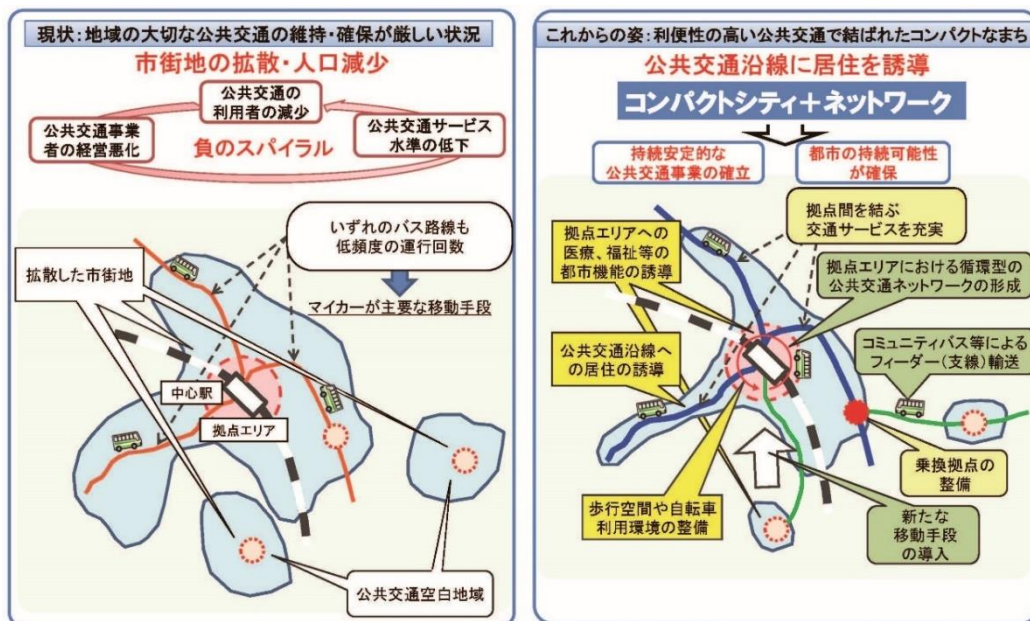 現状：地域の大切な公共交通の維持・確保が厳しい状況
市街地の拡散・人口減少
公共交通の
利用者の減少
公共交通事業
者の経営悪化
負のスパイラル
公共交通サービス
水準の低下
いずれのバス路線も
低頻度の運行回数
拡散した市街地
マイカーが主要な移動手段
中心駅
拠点エリア
公共交通空白地域
これからの姿：利便性の高い公共交通で結ばれたコンパクトなまち
公共交通沿線に居住を誘導
コンパクトシティ＋ネットワーク
持続安定的な
公共交通事業の確立
都市の持続可能性
が確保
拠点間を結ぶ
交通サービスを充実
拠点エリアへの
医療、福祉等の
都市機能の誘導
拠点エリアにおける循環型の
公共交通ネットワークの形成
公共交通沿線へ
の居住の誘導
コミュニティバス等による
フィーダー（支線）輸送
乗換拠点の
整備
歩行空間や自転車
利用環境の整備
新たな
移動手段
の導入